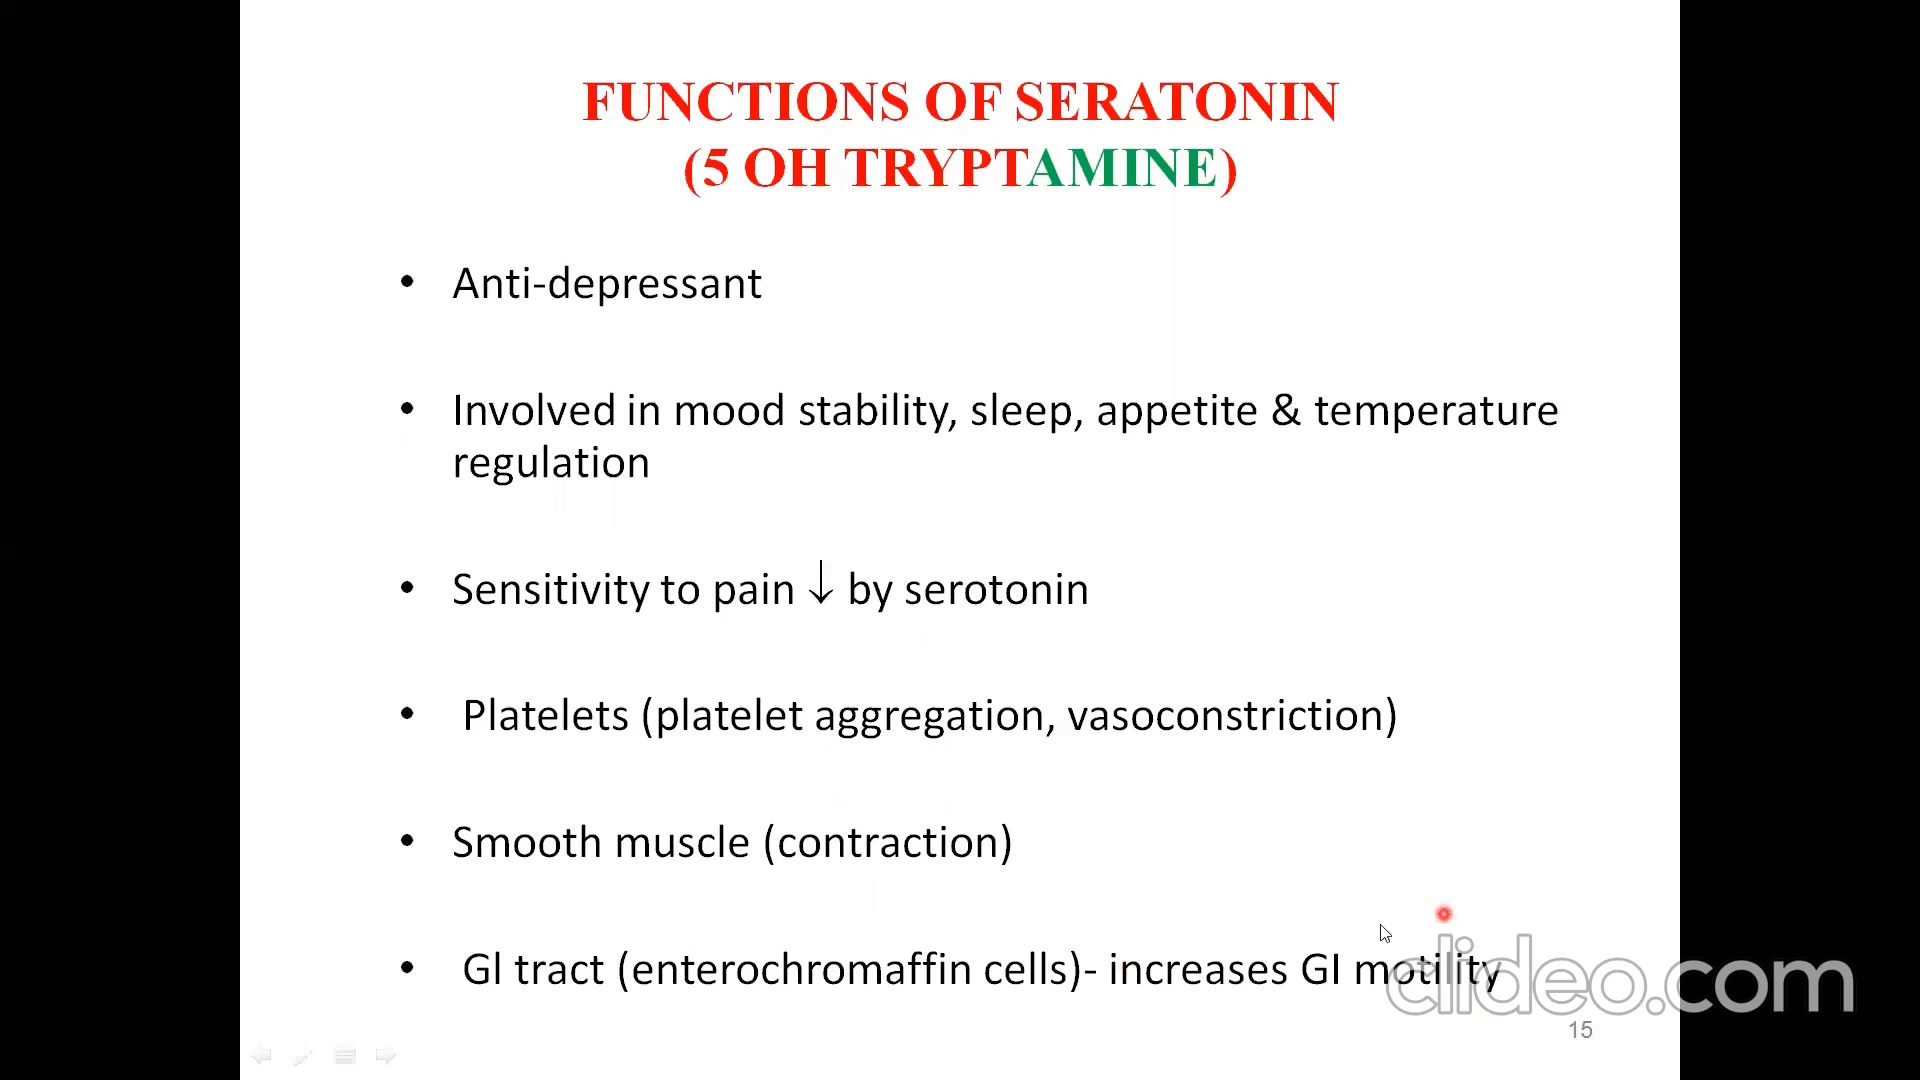 FUNCTIONS OF SERATONIN
(5 OH TRYPTAMINE)
• Anti-depressant
• Involved in mood stability, sleep, appetite & temperature
regulation
• Sensitivity to pain ↓ by serotonin
• Platelets (platelet aggregation, vasoconstriction)
• Smooth muscle (contraction)
• Gl tract (enterochromaffin cells)- increases GI motility
clideo.com
15